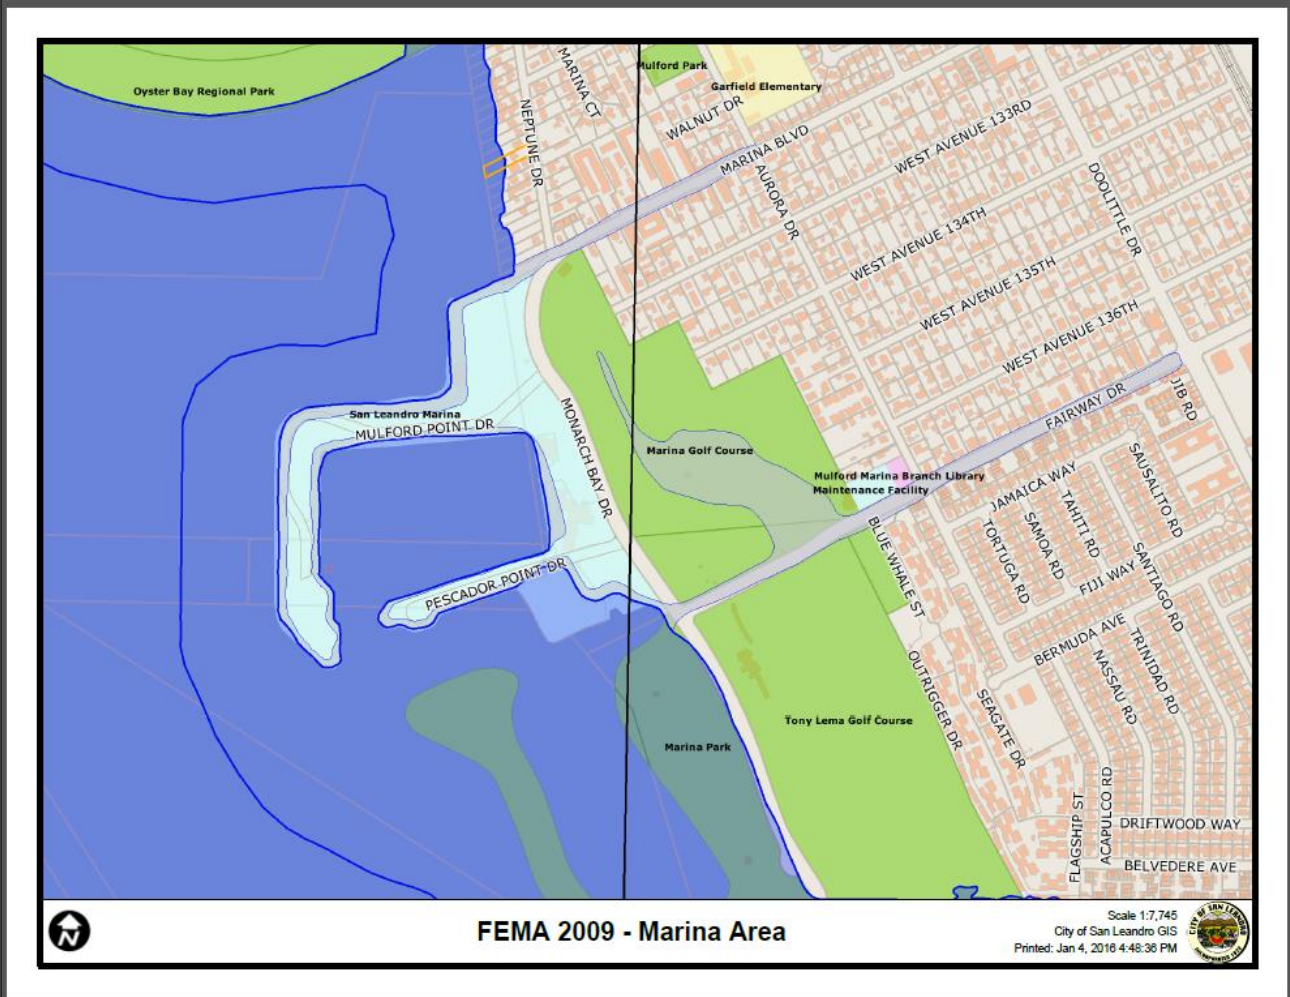 Mulford Park
Oyster Bay Regional Park
Garfield Elementary
MARINA CT
NEPTUNE DR
WALNUT DR
MARINA BLVD
WEST AVENUE 133RD
AURORA DR
DOOLITTLE DR
WEST AVENUE 134TH
WEST AVENUE 135TH
WEST AVENUE 136TH
FAIRWAY DR
JIB RD
San Leandro Marina
MULFORD POINT DR
MONARCH BAY DR
Marina Golf Course
Mulford Marina Branch Library
Maintenance Facility
JAMAICA WAY
SAUSALITO RD
TAHITI RD
SAMOA RD
TORTUGA RD
BLUE WHALE ST
PESCADOR POINT DR
FIJI WAY
SANTIAGO RD
BERMUDA AVE
TRINIDAD RD
NASSAU RD
OUTRIGGER DR
SEAGATE DR
Tony Lema Golf Course
Marina Park
FLAGSHIP ST
ACAPULCO RD
DRIFTWOOD WAY
BELVEDERE AVE
N
FEMA 2009 - Marina Area
Scale 1:7,745
City of San Leandro GIS
Printed: Jan 4, 2016 4:48:36 PM
CITY OF SAN LEANDRO